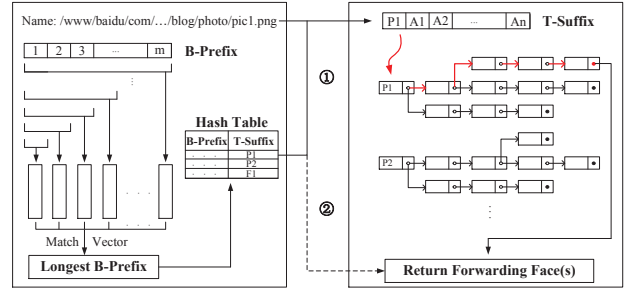 Name: /www/baidu/com/…/blog/photo/pic1.png
1 2 3 ... m B-Prefix
Hash Table
B-Prefix T-Suffix
. . . P1
. . . P2
. . . F1
. . .
Match Vector
Longest B-Prefix
①
②
P1 A1 A2 ... An T-Suffix
P1
P2
Return Forwarding Face(s)